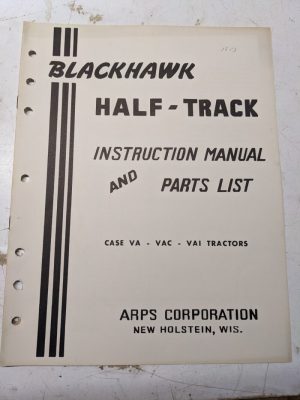 BLACKHAWK
HALF-TRACK
INSTRUCTION MANUAL
AND PARTS LIST
CASE VA - VAC - VAI TRACTORS
ARPS CORPORATION
NEW HOLSTEIN, WIS.